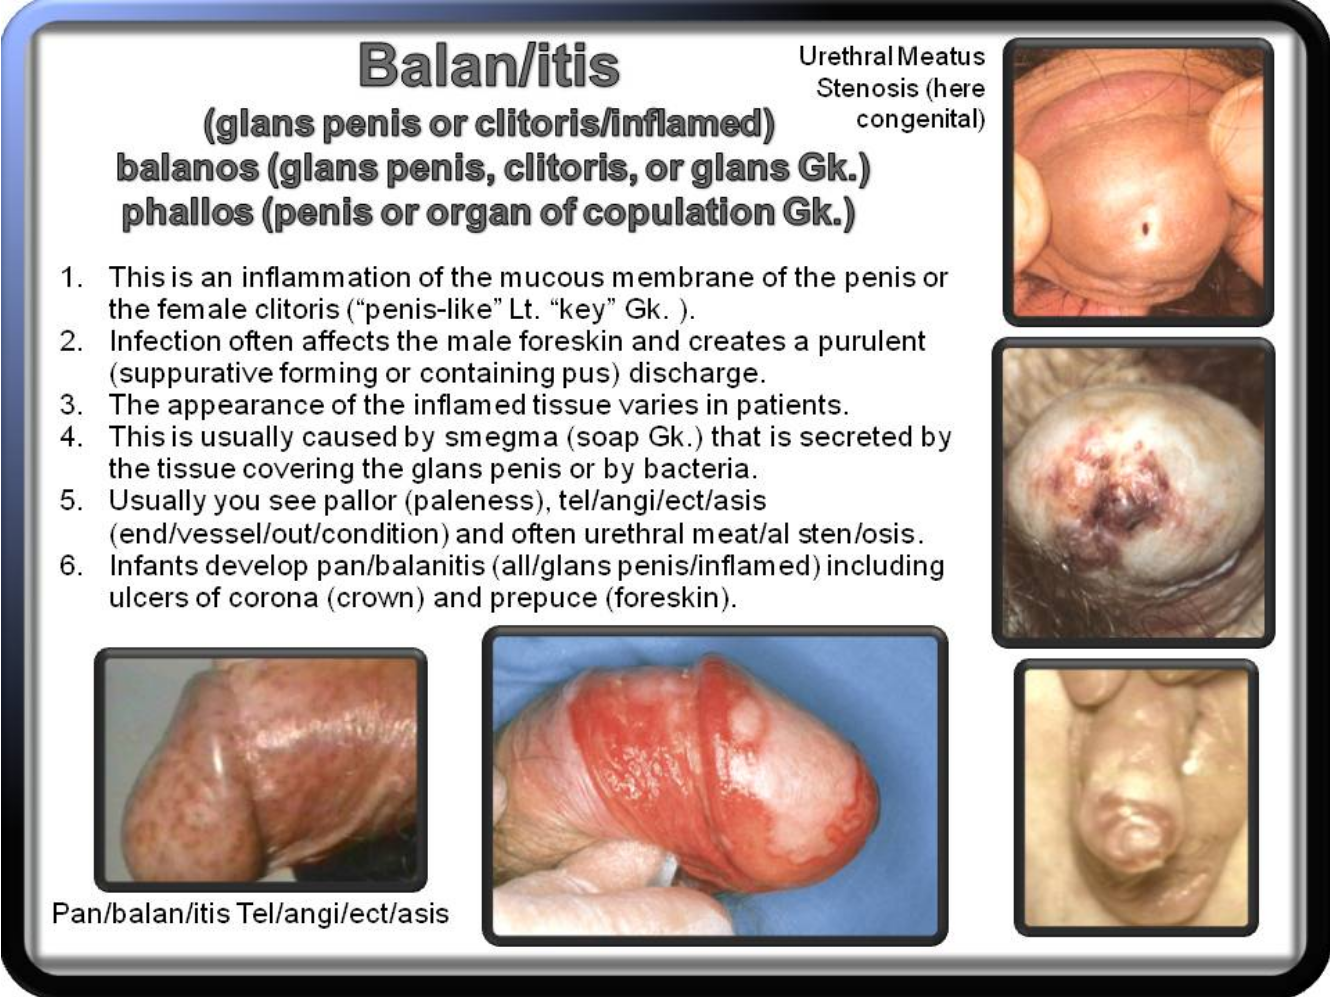 Balan/itis
(glans penis or clitoris/inflamed)
balanos (glans penis, clitoris, or glans Gk.)
phallos (penis or organ of copulation Gk.)
Urethral Meatus
Stenosis (here
congenital)
1. This is an inflammation of the mucous membrane of the penis or
the female clitoris (“penis-like” Lt. “key” Gk. ).
2. Infection often affects the male foreskin and creates a purulent
(suppurative forming or containing pus) discharge.
3. The appearance of the inflamed tissue varies in patients.
4. This is usually caused by smegma (soap Gk.) that is secreted by
the tissue covering the glans penis or by bacteria.
5. Usually you see pallor (paleness), tel/angi/ect/asis
(end/vessel/out/condition) and often urethral meat/al sten/osis.
6. Infants develop pan/balanitis (all/glans penis/inflamed) including
ulcers of corona (crown) and prepuce (foreskin).
Pan/balan/itis Tel/angi/ect/asis